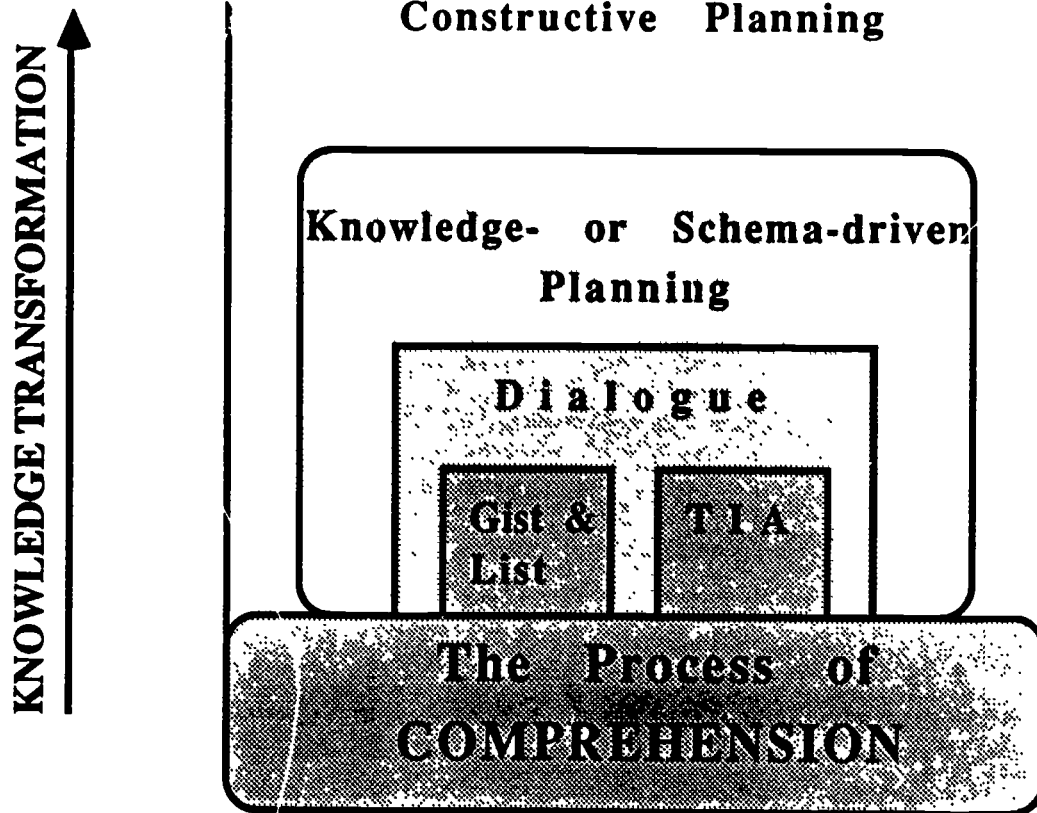 Constructive Planning
KNOWLEDGE TRANSFORMATION
Knowledge- or Schema-driven
Planning
Dialogue
Gist &
List
TIA
The Process of
COMPREHENSION